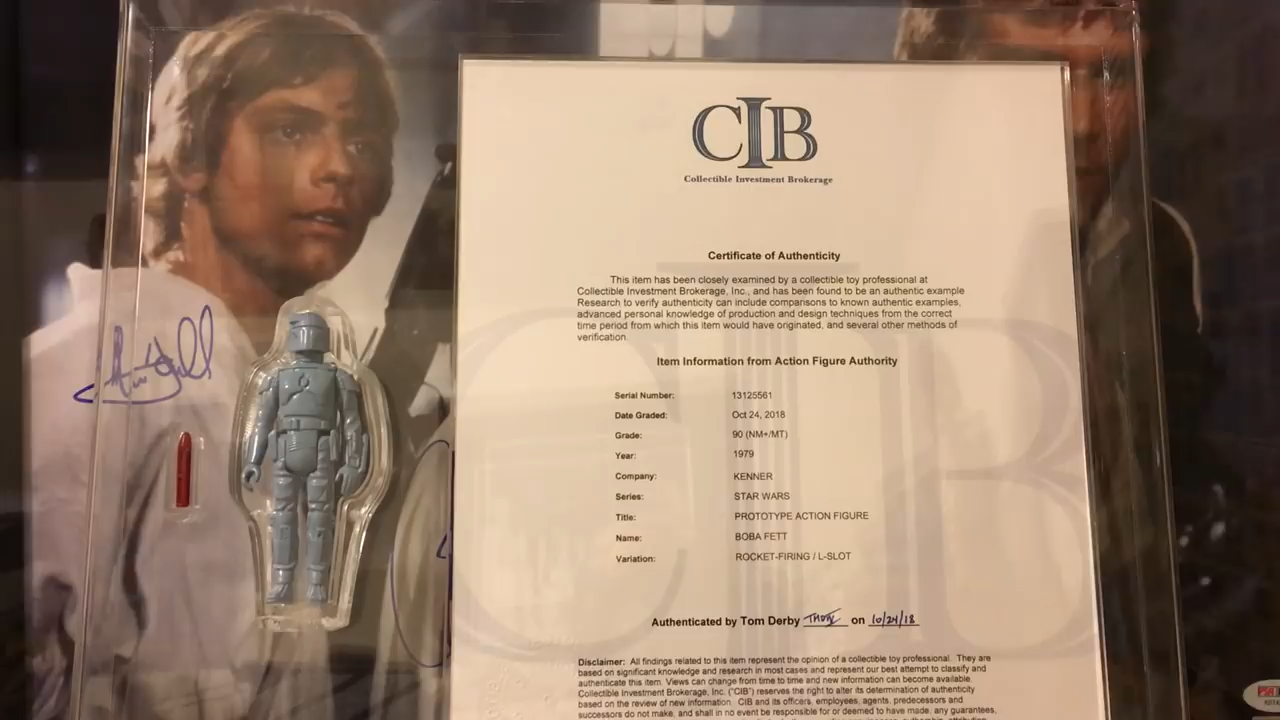 CIB
Collectible Investment Brokerage
Certificate of Authenticity
This item has been closely examined by a collectible toy professional at
Collectible Investment Brokerage, Inc., and has been found to be an authentic example
Research to verify authenticity can include comparisons to known authentic examples,
advanced personal knowledge of production and design techniques from the correct
time period from which this item would have originated, and several other methods of
verification.
Item Information from Action Figure Authority
Serial Number: 13125561
Date Graded: Oct 24, 2018
Grade: 90 (NM+/MT)
Year: 1979
Company: KENNER
Series: STAR WARS
Title: PROTOTYPE ACTION FIGURE
Name: BOBA FETT
Variation: ROCKET-FIRING / L-SLOT
Authenticated by Tom Derby on 10/24/18
Disclaimer: All findings related to this item represent the opinion of a collectible toy professional. They are
based on significant knowledge and research in most cases and represent our best attempt to classify and
authenticate this item. Views can change from time to time and new information can become available.
Collectible Investment Brokerage, Inc. ("CIB") reserves the right to alter its determination of authenticity
based on the review of new information. CIB and its officers, employees, agents, predecessors and
successors do not make, and shall in no event be responsible for or deemed to have made, any guarantees,
PSA